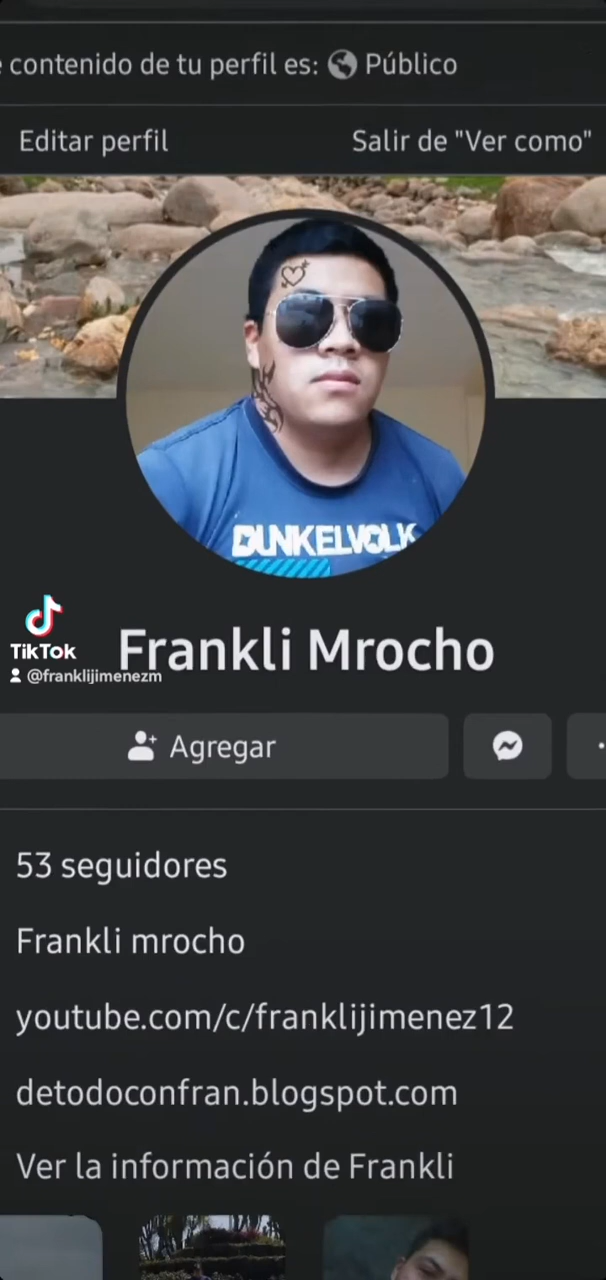 contenido de tu perfil es: Público
Editar perfil
Salir de "Ver como"
DUNKELVOLK
TikTok
@franklijimenezm
Frankli Mrocho
Agregar
53 seguidores
Frankli mrocho
youtube.com/c/franklijimenez12
detodoconfran.blogspot.com
Ver la información de Frankli